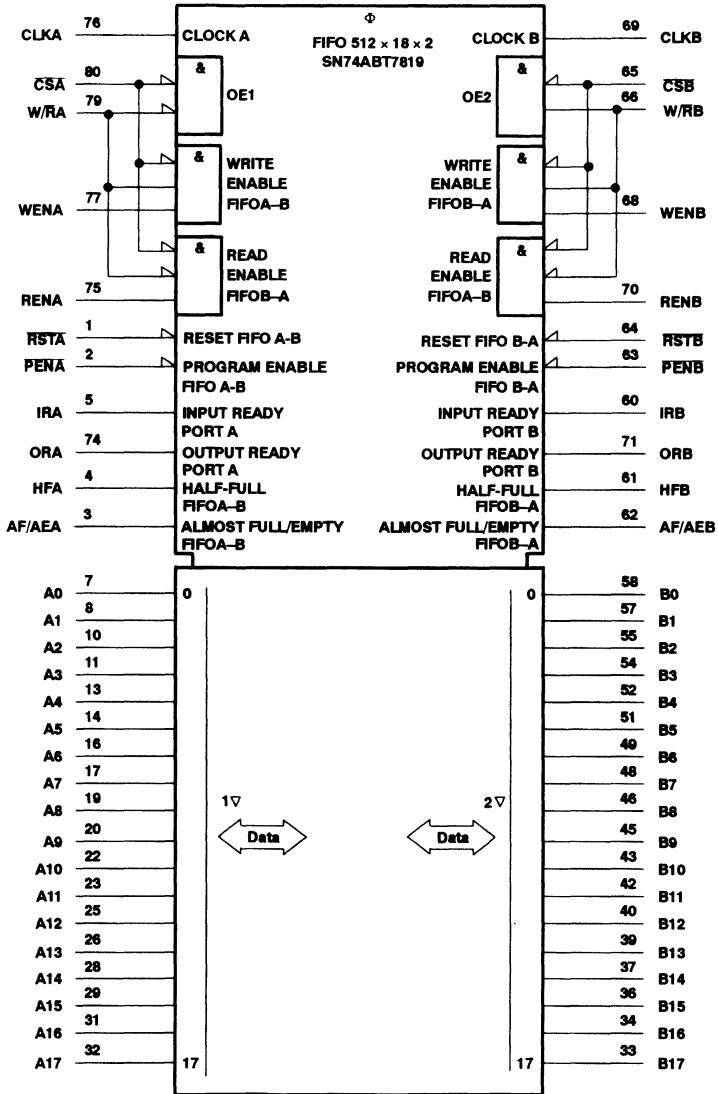 Φ
FIFO 512 × 18 × 2
SN74ABT7819
CLKA 76 CLOCK A
CLOCK B 69 CLKB
CSA 80 &
& 65 CSB
OE1
OE2
W/RA 79
66 W/RB
& WRITE
ENABLE
FIFOA–B
WENA 77
WRITE &
ENABLE
FIFOB–A
68 WENB
& READ
ENABLE
FIFOB–A
RENA 75
READ &
ENABLE
FIFOA–B
70 RENB
RSTA 1 RESET FIFO A-B
RESET FIFO B-A 64 RSTB
PENA 2 PROGRAM ENABLE
FIFO A-B
PROGRAM ENABLE 63 PENB
FIFO B-A
IRA 5 INPUT READY
PORT A
INPUT READY 60 IRB
PORT B
ORA 74 OUTPUT READY
PORT A
OUTPUT READY 71 ORB
PORT B
HFA 4 HALF-FULL
FIFOA–B
HALF-FULL 61 HFB
FIFOB–A
AF/AEA 3 ALMOST FULL/EMPTY
FIFOA–B
ALMOST FULL/EMPTY 62 AF/AEB
FIFOB–A
A0 7 0
0 58 B0
A1 8
57 B1
A2 10
55 B2
A3 11
54 B3
A4 13
52 B4
A5 14
51 B5
A6 16
49 B6
A7 17
48 B7
1▽
2▽
A8 19
46 B8
Data
Data
A9 20
45 B9
A10 22
43 B10
A11 23
42 B11
A12 25
40 B12
A13 26
39 B13
A14 28
37 B14
A15 29
36 B15
A16 31
34 B16
A17 32 17
17 33 B17